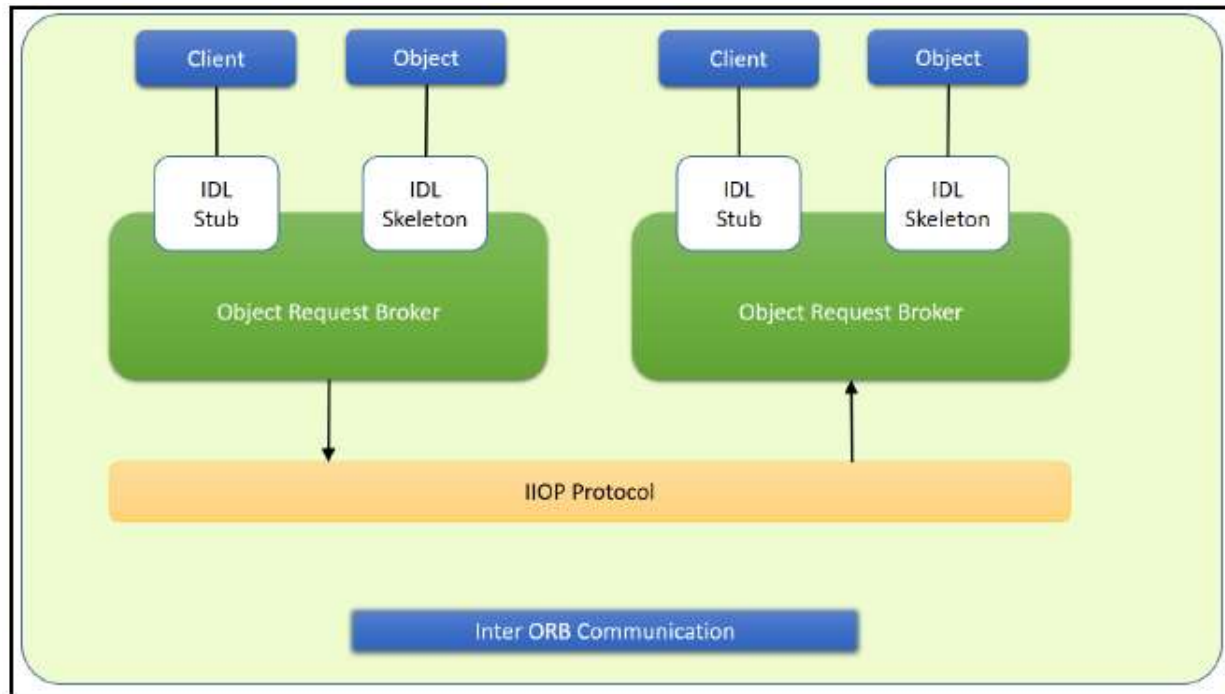 Client
Object
Client
Object
IDL
Stub
IDL
Skeleton
IDL
Stub
IDL
Skeleton
Object Request Broker
Object Request Broker
IIOP Protocol
Inter ORB Communication